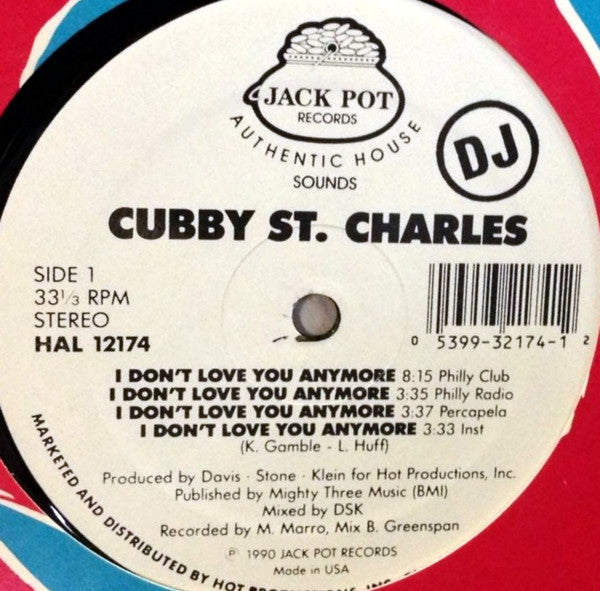 JACK POT
RECORDS
AUTHENTIC HOUSE
SOUNDS
DJ
CUBBY ST. CHARLES
SIDE 1
33⅓ RPM
STEREO
HAL 12174
0 5399-32174-1 2
I DON'T LOVE YOU ANYMORE 8:15 Philly Club
I DON'T LOVE YOU ANYMORE 3:35 Philly Radio
I DON'T LOVE YOU ANYMORE 3:37 Percapela
I DON'T LOVE YOU ANYMORE 3:33 Inst
(K. Gamble - L. Huff)
Produced by Davis · Stone · Klein for Hot Productions, Inc.
Published by Mighty Three Music (BMI)
Mixed by DSK
Recorded by M. Marro, Mix B. Greenspan
℗ 1990 JACK POT RECORDS
Made in USA
MARKETED AND DISTRIBUTED BY HOT